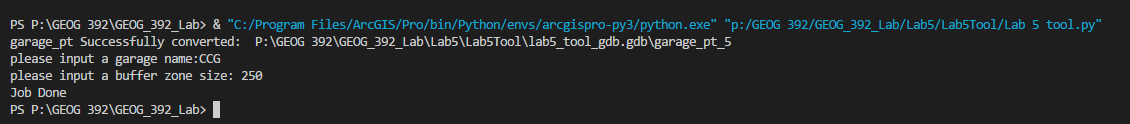 PS P:\GEOG 392\GEOG_392_Lab> & "C:/Program Files/ArcGIS/Pro/bin/Python/envs/arcgispro-py3/python.exe" "p:/GEOG 392/GEOG_392_Lab/Lab5/Lab5Tool/Lab 5 tool.py"
garage_pt Successfully converted:  P:\GEOG 392\GEOG_392_Lab\Lab5\Lab5Tool\lab5_tool_gdb.gdb\garage_pt_5
please input a garage name:CCG
please input a buffer zone size: 250
Job Done
PS P:\GEOG 392\GEOG_392_Lab>